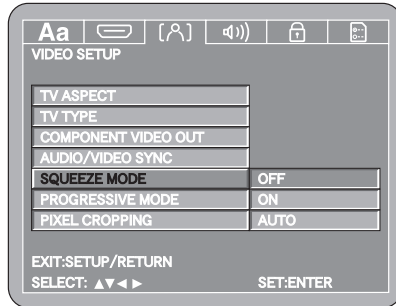 Aa
VIDEO SETUP
TV ASPECT
TV TYPE
COMPONENT VIDEO OUT
AUDIO/VIDEO SYNC
SQUEEZE MODE OFF
PROGRESSIVE MODE ON
PIXEL CROPPING AUTO
EXIT:SETUP/RETURN
SELECT: ▲▼◄► SET:ENTER